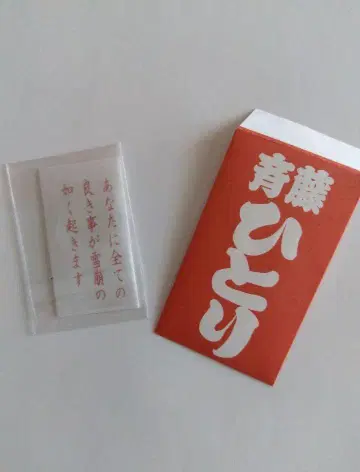 あなたに全ての
良き事が雪崩の
如く起きます
斉藤
ひとり